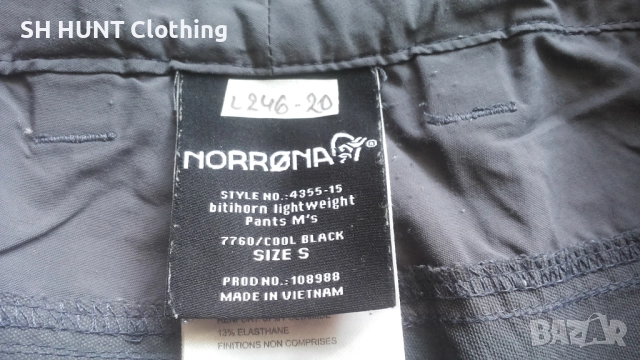 SH HUNT Clothing
L246-20
NORRØNA®
STYLE NO.: 4355-15
bitihorn lightweight
Pants M's
7760/COOL BLACK
SIZE S
PROD NO.: 108988
MADE IN VIETNAM
13% ELASTHANE
FINITIONS NON COMPRISES
BAZAR